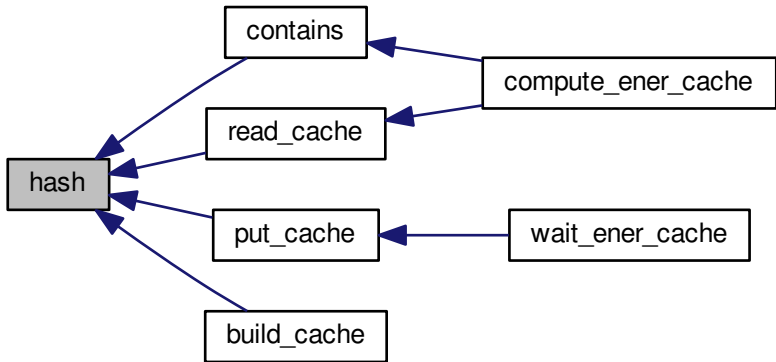 contains
compute_ener_cache
read_cache
hash
put_cache
wait_ener_cache
build_cache